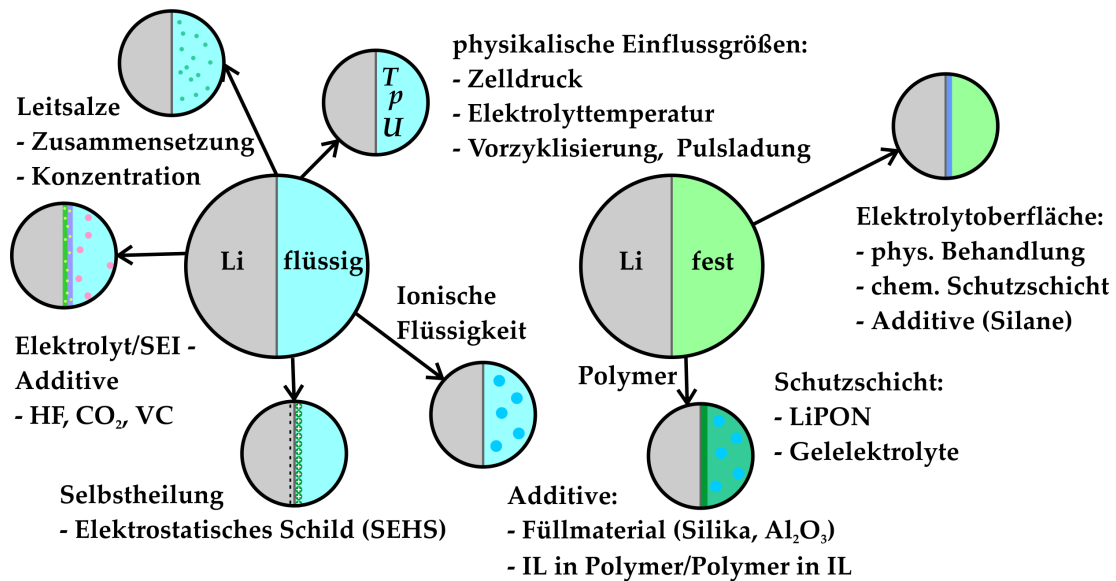 Leitsalze
- Zusammensetzung
- Konzentration
T
p
U
physikalische Einflussgrößen:
- Zelldruck
- Elektrolyttemperatur
- Vorzyklisierung, Pulsladung
Li
flüssig
Elektrolyt/SEI -
Additive
- HF, CO₂, VC
Selbstheilung
- Elektrostatisches Schild (SEHS)
Ionische
Flüssigkeit
Li
fest
Elektrolytoberfläche:
- phys. Behandlung
- chem. Schutzschicht
- Additive (Silane)
Polymer
Schutzschicht:
- LiPON
- Gelelektrolyte
Additive:
- Füllmaterial (Silika, Al₂O₃)
- IL in Polymer/Polymer in IL